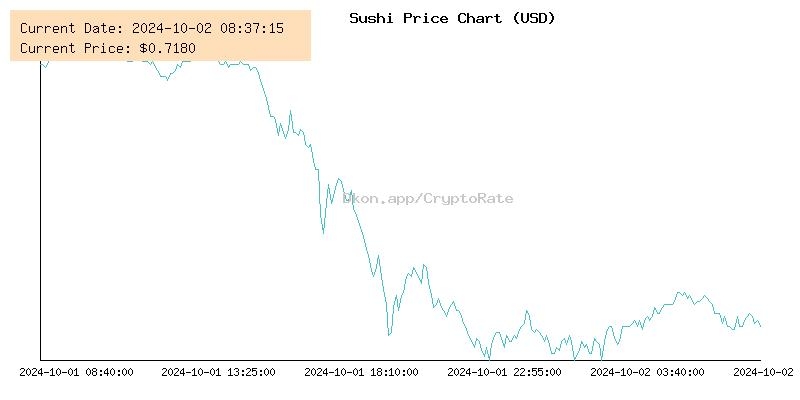 Sushi Price Chart (USD)
Current Date: 2024-10-02 08:37:15
Current Price: $0.7180
0kon.app/CryptoRate
2024-10-01 08:40:00 2024-10-01 13:25:00 2024-10-01 18:10:00 2024-10-01 22:55:00 2024-10-02 03:40:00 2024-10-02